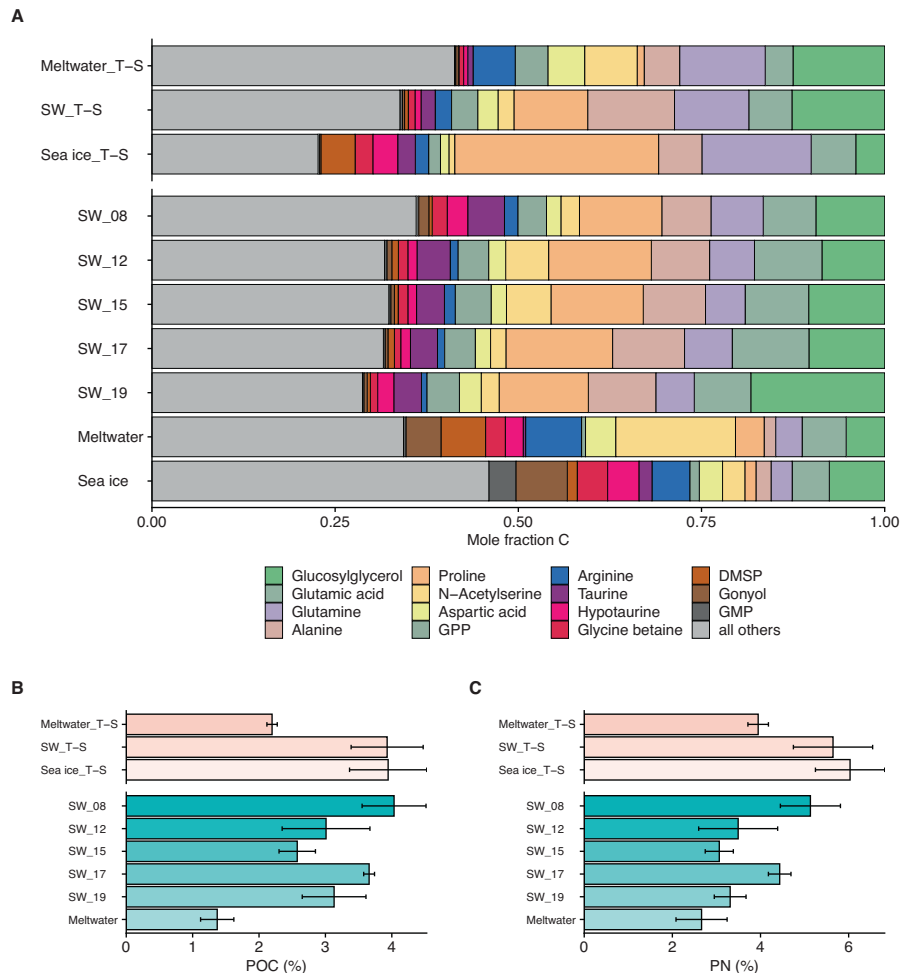 A
Meltwater_T−S
SW_T−S
Sea ice_T−S
SW_08
SW_12
SW_15
SW_17
SW_19
Meltwater
Sea ice
0.00 0.25 0.50 0.75 1.00
Mole fraction C
Glucosylglycerol Proline Arginine DMSP
Glutamic acid N−Acetylserine Taurine Gonyol
Glutamine Aspartic acid Hypotaurine GMP
Alanine GPP Glycine betaine all others
B
Meltwater_T−S
SW_T−S
Sea ice_T−S
SW_08
SW_12
SW_15
SW_17
SW_19
Meltwater
0 1 2 3 4
POC (%)
C
Meltwater_T−S
SW_T−S
Sea ice_T−S
SW_08
SW_12
SW_15
SW_17
SW_19
Meltwater
0 2 4 6
PN (%)